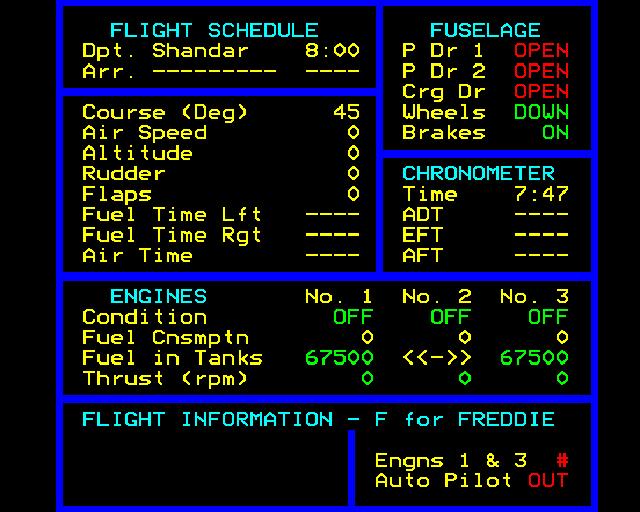 FLIGHT SCHEDULE
Dpt. Shandar 8:00
Arr. --------- ----
FUSELAGE
P Dr 1 OPEN
P Dr 2 OPEN
Crg Dr OPEN
Wheels DOWN
Brakes ON
Course (Deg) 45
Air Speed 0
Altitude 0
Rudder 0
Flaps 0
Fuel Time Lft ----
Fuel Time Rgt ----
Air Time ----
CHRONOMETER
Time 7:47
ADT ----
EFT ----
AFT ----
ENGINES No. 1 No. 2 No. 3
Condition OFF OFF OFF
Fuel Cnsmptn 0 0 0
Fuel in Tanks 67500 <<->> 67500
Thrust (rpm) 0 0 0
FLIGHT INFORMATION - F for FREDDIE
Engns 1 & 3 #
Auto Pilot OUT